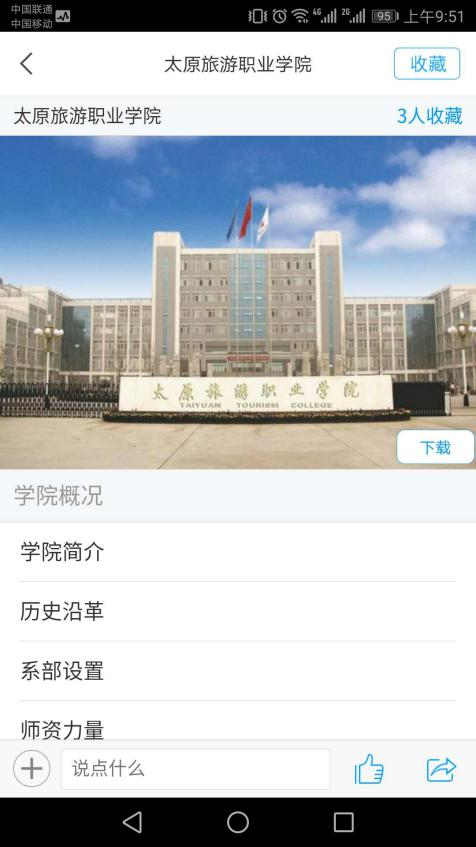 中国联通
中国移动
4G 2G 95 上午9:51
太原旅游职业学院
收藏
太原旅游职业学院
3人收藏
太原旅游职业学院
TAIYUAN TOURISM COLLEGE
下载
学院概况
学院简介
历史沿革
系部设置
师资力量
说点什么